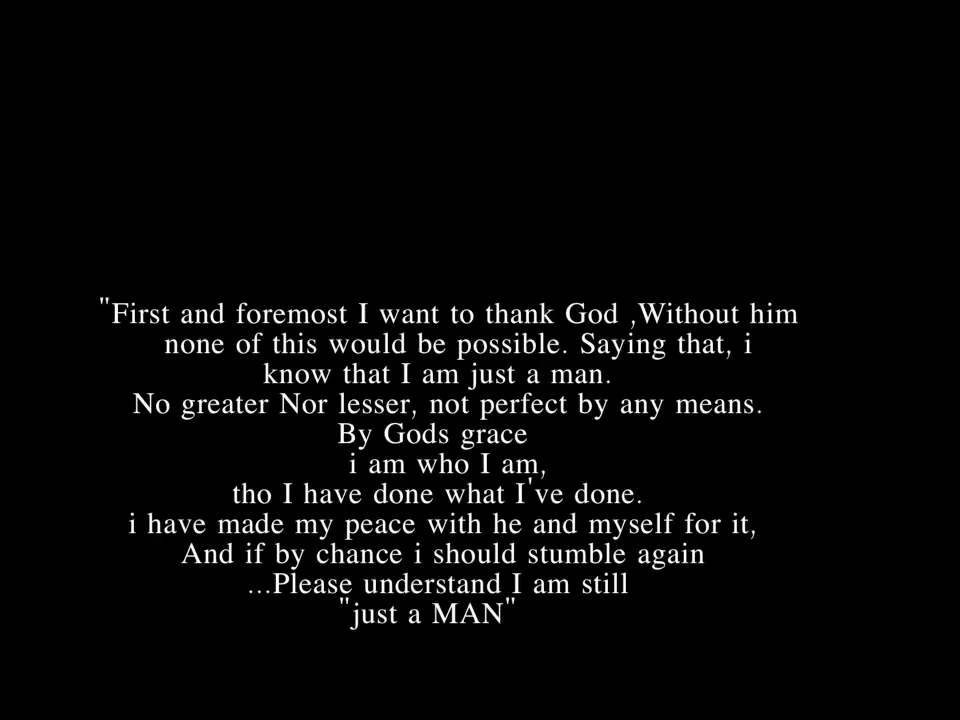 "First and foremost I want to thank God ,Without him
none of this would be possible. Saying that, i
know that I am just a man.
No greater Nor lesser, not perfect by any means.
By Gods grace
i am who I am,
tho I have done what I've done.
i have made my peace with he and myself for it,
And if by chance i should stumble again
...Please understand I am still
"just a MAN"